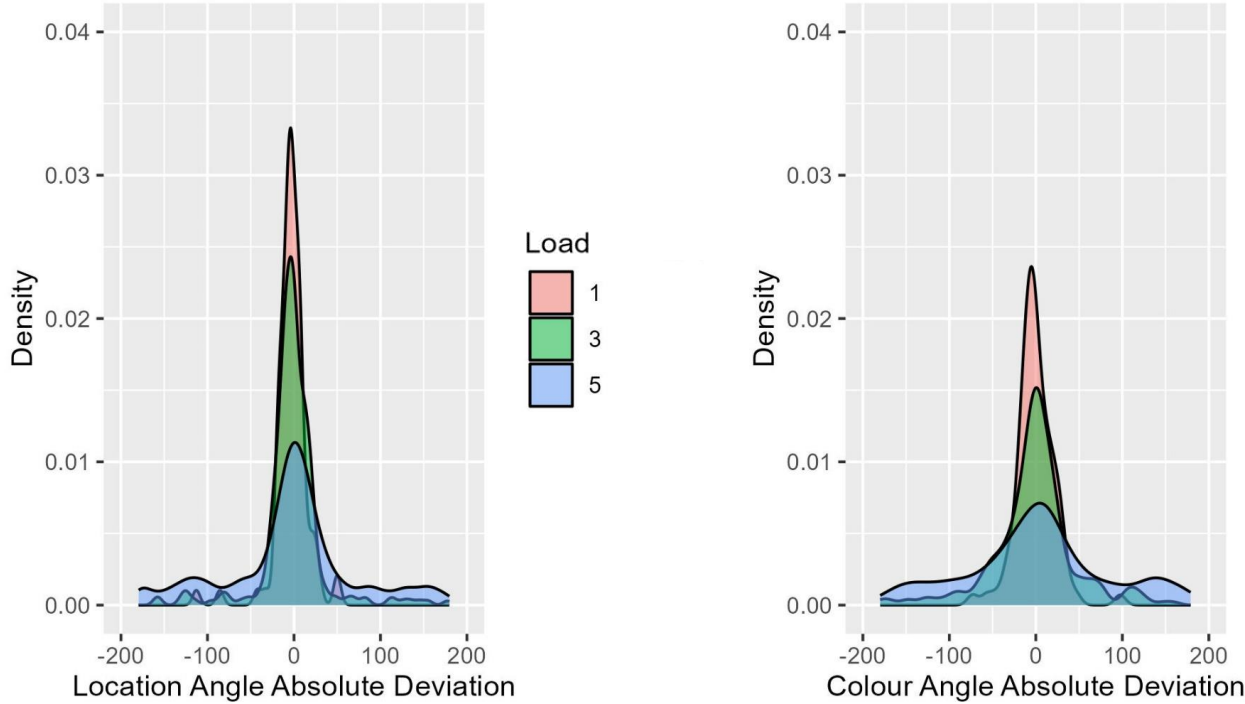 0.04
0.03
0.02
0.01
0.00
Density
-200 -100 0 100 200
Location Angle Absolute Deviation
Load
1
3
5
0.04
0.03
0.02
0.01
0.00
Density
-200 -100 0 100 200
Colour Angle Absolute Deviation